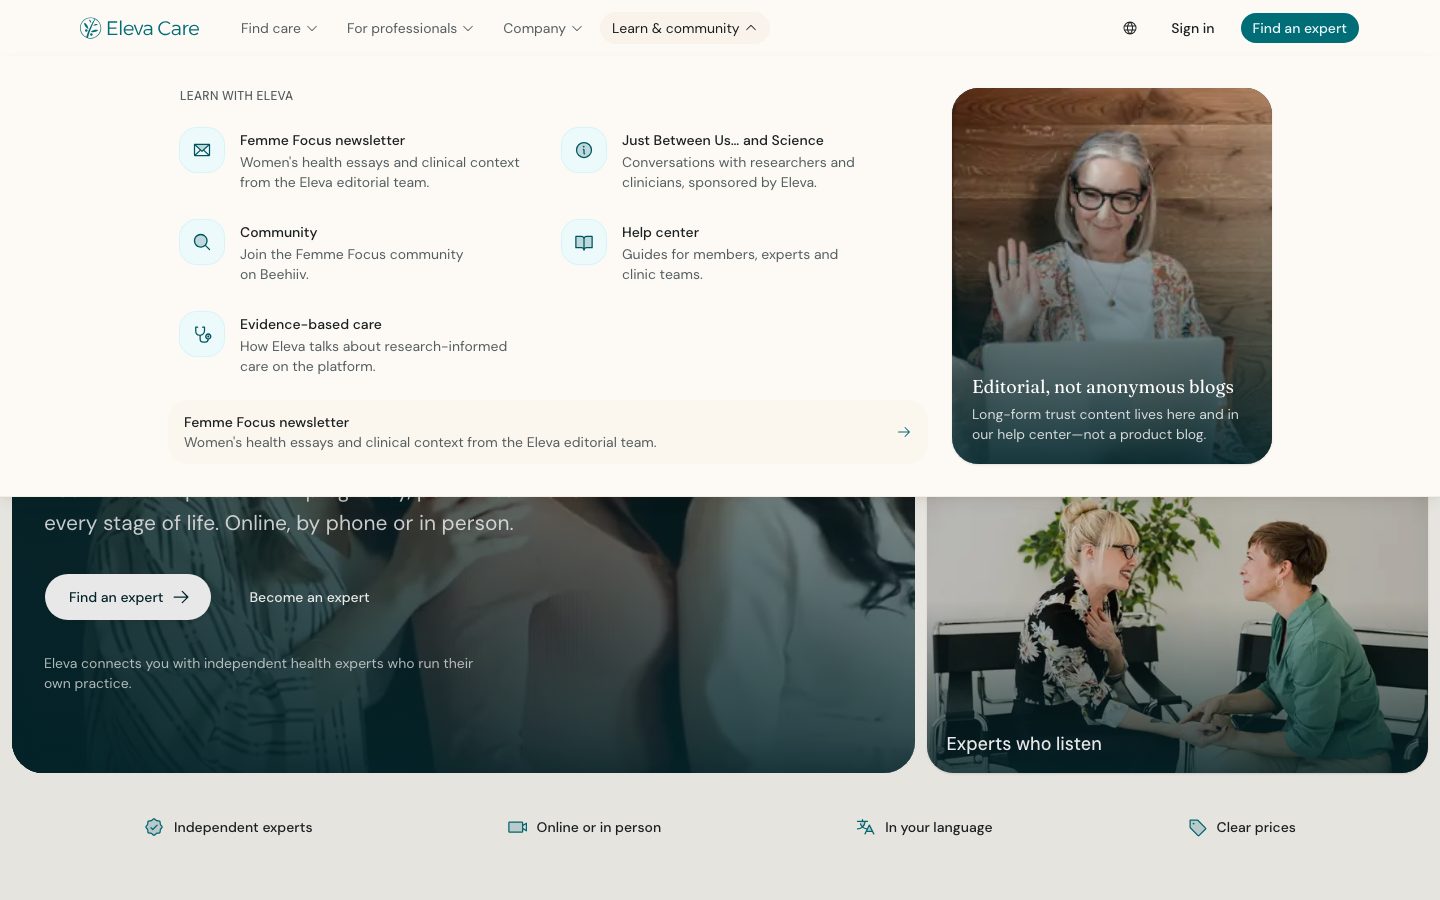 Eleva Care
Find care
For professionals
Company
Learn & community
Sign in
Find an expert
LEARN WITH ELEVA
Femme Focus newsletter
Women's health essays and clinical context
from the Eleva editorial team.
Just Between Us... and Science
Conversations with researchers and
clinicians, sponsored by Eleva.
Community
Join the Femme Focus community
on Beehiiv.
Help center
Guides for members, experts and
clinic teams.
Evidence-based care
How Eleva talks about research-informed
care on the platform.
Femme Focus newsletter
Women's health essays and clinical context from the Eleva editorial team.
Editorial, not anonymous blogs
Long-form trust content lives here and in
our help center—not a product blog.
every stage of life. Online, by phone or in person.
Find an expert
Become an expert
Eleva connects you with independent health experts who run their
own practice.
Experts who listen
Independent experts
Online or in person
In your language
Clear prices